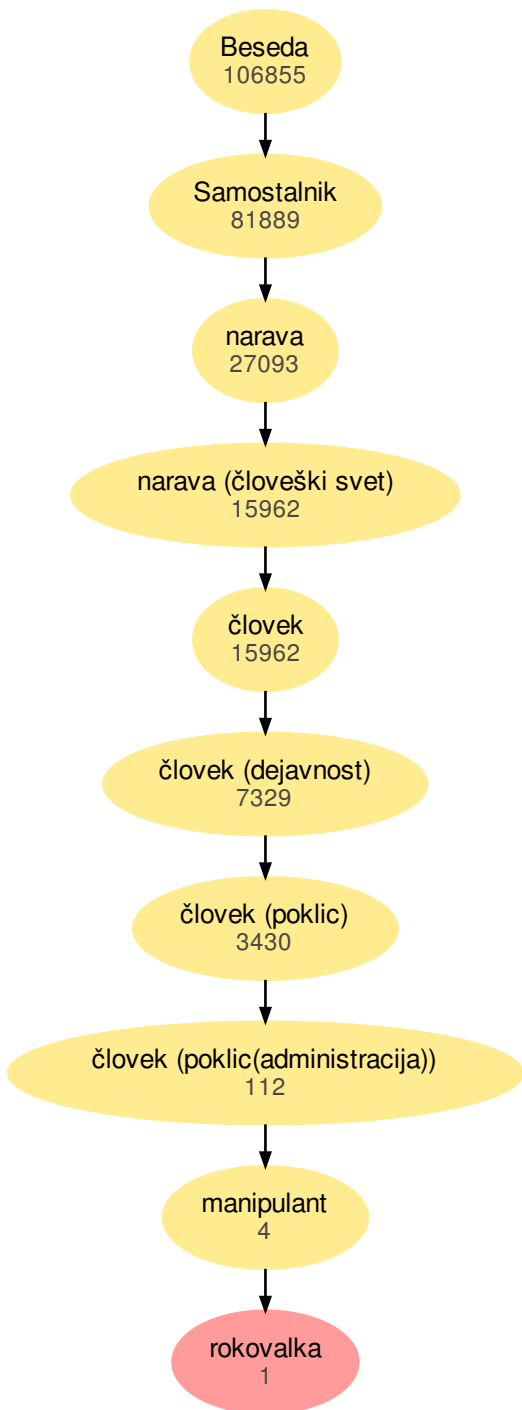 Beseda
106855
Samostalnik
81889
narava
27093
narava (človeški svet)
15962
človek
15962
človek (dejavnost)
7329
človek (poklic)
3430
človek (poklic(administracija))
112
manipulant
4
rokovalka
1